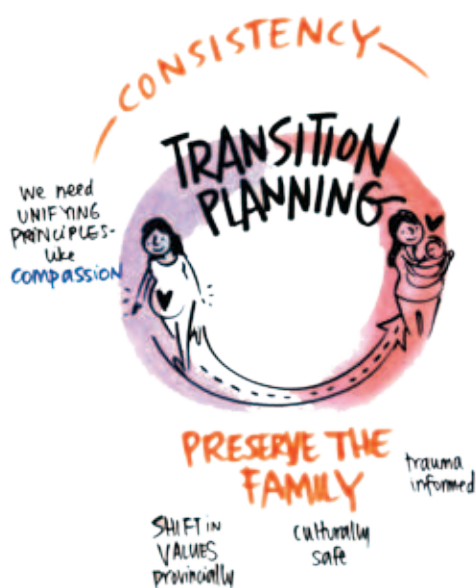 CONSISTENCY
TRANSITION
PLANNING
We need
UNIFYING
PRINCIPLES-
like
COMPASSION
PRESERVE THE
FAMILY
trauma
informed
SHIFT in
VALUES
provincially
culturally
safe